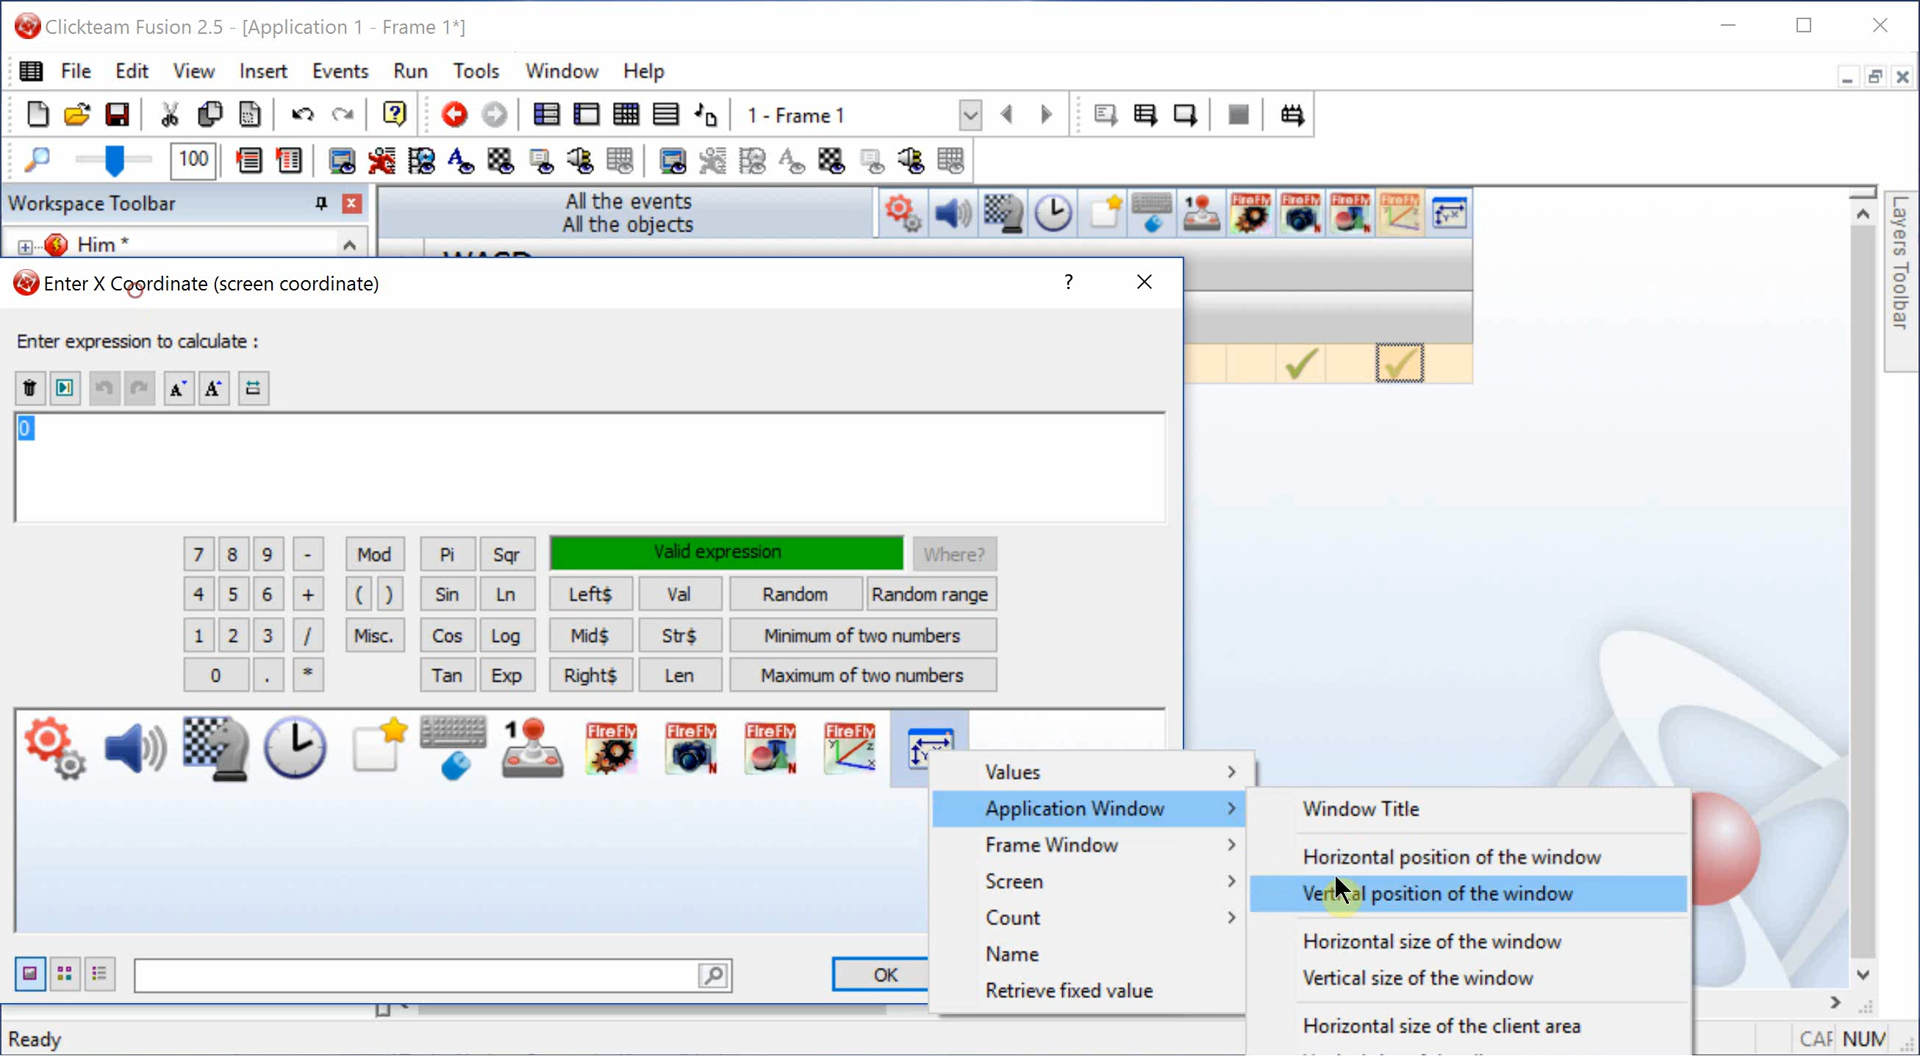 Clickteam Fusion 2.5 - [Application 1 - Frame 1*]
File Edit View Insert Events Run Tools Window Help
1 - Frame 1
100
Workspace Toolbar
All the events
All the objects
Him *
Layers Toolbar
Enter X Coordinate (screen coordinate)
?
Enter expression to calculate :
0
7 8 9 - Mod Pi Sqr Valid expression Where?
4 5 6 + ( ) Sin Ln Left$ Val Random Random range
1 2 3 / Misc. Cos Log Mid$ Str$ Minimum of two numbers
0 . * Tan Exp Right$ Len Maximum of two numbers
FireFly FireFly FireFly FireFly
Values
Application Window
Frame Window
Screen
Count
Name
Retrieve fixed value
Window Title
Horizontal position of the window
Vertical position of the window
Horizontal size of the window
Vertical size of the window
Horizontal size of the client area
OK
Ready
NUM